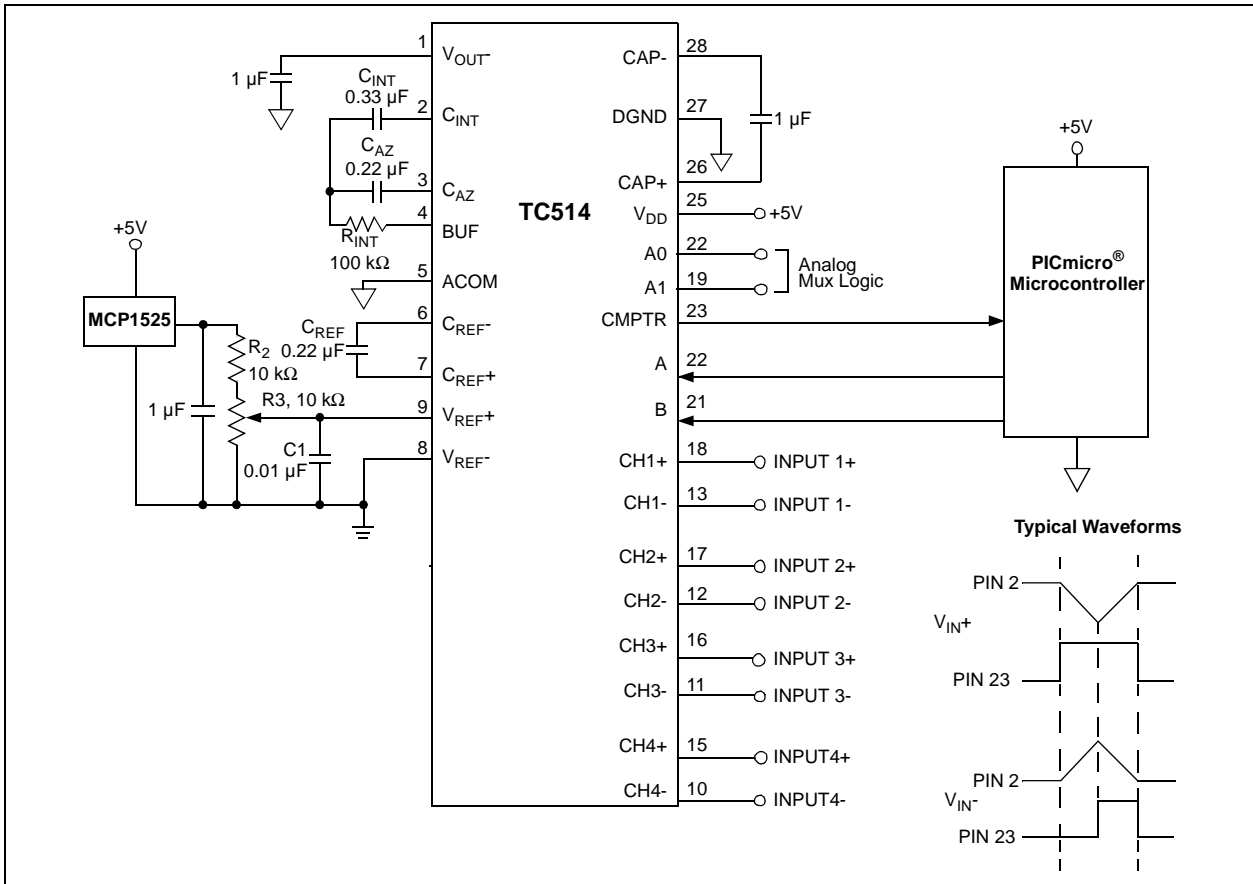 1
VOUT-
1 µF
CINT
0.33 µF
2
CINT
CAZ
0.22 µF
3
CAZ
4
BUF
RINT
100 kΩ
5
ACOM
+5V
MCP1525
6
CREF-
CREF
0.22 µF
7
CREF+
R2
10 kΩ
R3, 10 kΩ
1 µF
9
VREF+
C1
0.01 µF
8
VREF-
TC514
28
CAP-
27
DGND
1 µF
26
CAP+
25
VDD
+5V
22
A0
19
A1
Analog
Mux Logic
23
CMPTR
22
A
21
B
18
CH1+
INPUT 1+
13
CH1-
INPUT 1-
17
CH2+
INPUT 2+
12
CH2-
INPUT 2-
16
CH3+
INPUT 3+
11
CH3-
INPUT 3-
15
CH4+
INPUT4+
10
CH4-
INPUT4-
+5V
PICmicro®
Microcontroller
Typical Waveforms
PIN 2
VIN+
PIN 23
PIN 2
VIN-
PIN 23